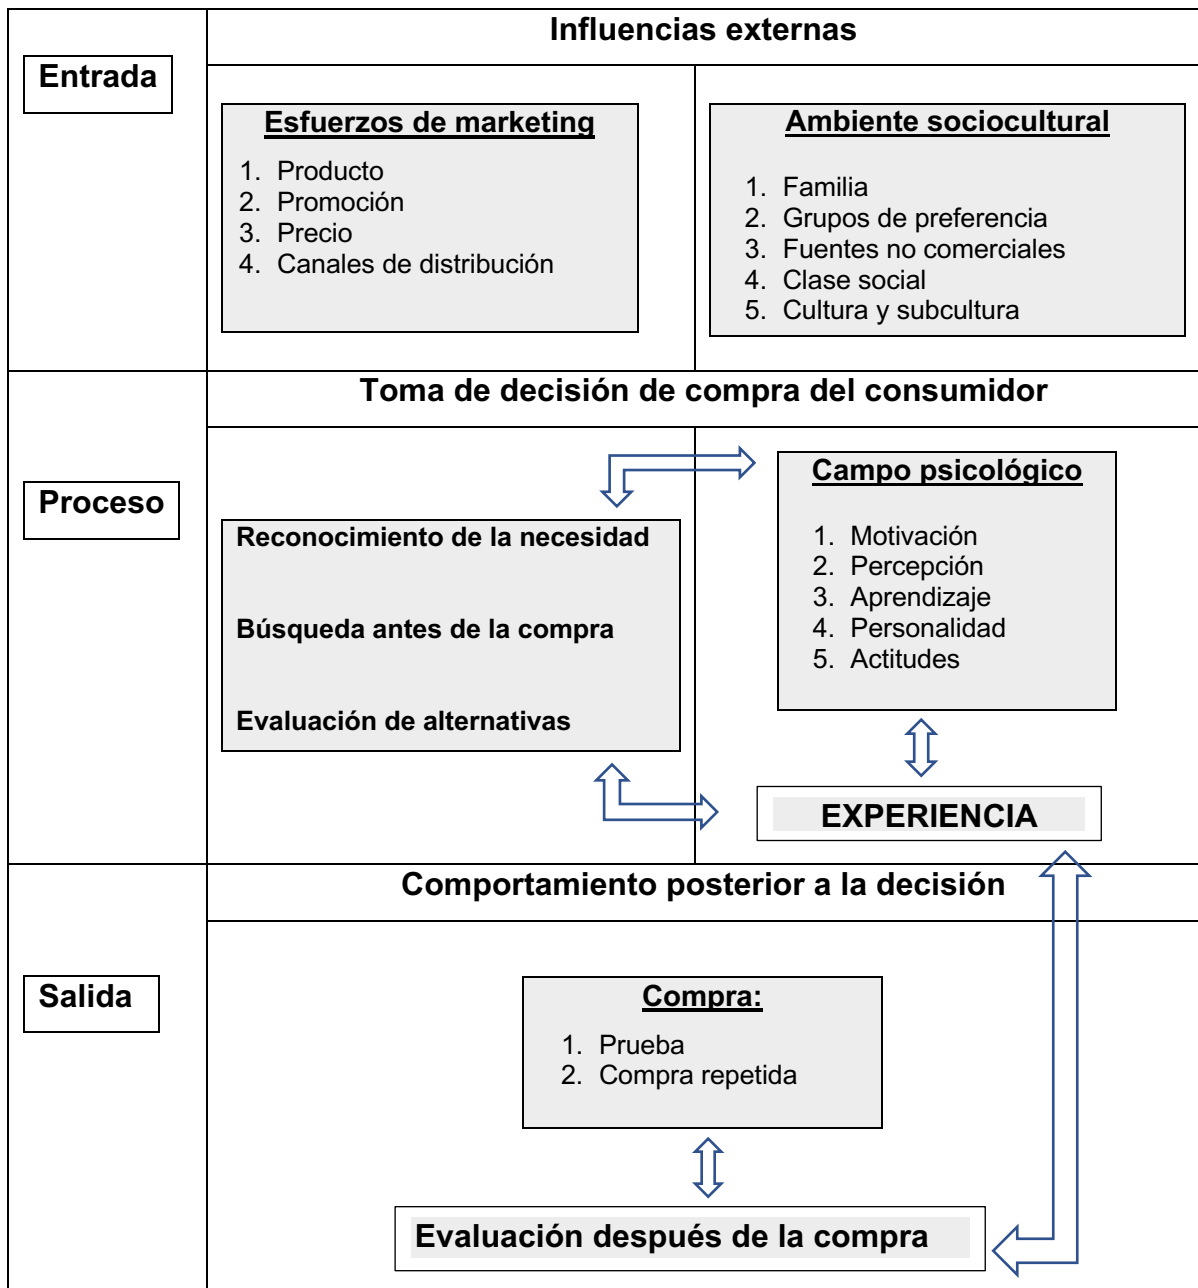 Influencias externas
Entrada
Esfuerzos de marketing
1. Producto
2. Promoción
3. Precio
4. Canales de distribución
Ambiente sociocultural
1. Familia
2. Grupos de preferencia
3. Fuentes no comerciales
4. Clase social
5. Cultura y subcultura
Toma de decisión de compra del consumidor
Proceso
Reconocimiento de la necesidad
Búsqueda antes de la compra
Evaluación de alternativas
Campo psicológico
1. Motivación
2. Percepción
3. Aprendizaje
4. Personalidad
5. Actitudes
EXPERIENCIA
Comportamiento posterior a la decisión
Salida
Compra:
1. Prueba
2. Compra repetida
Evaluación después de la compra